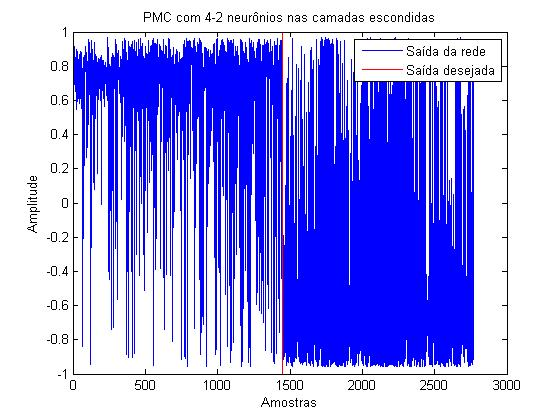 PMC com 4-2 neurônios nas camadas escondidas
Saída da rede
Saída desejada
1
0.8
0.6
0.4
0.2
0
-0.2
-0.4
-0.6
-0.8
-1
Amplitude
0 500 1000 1500 2000 2500 3000
Amostras